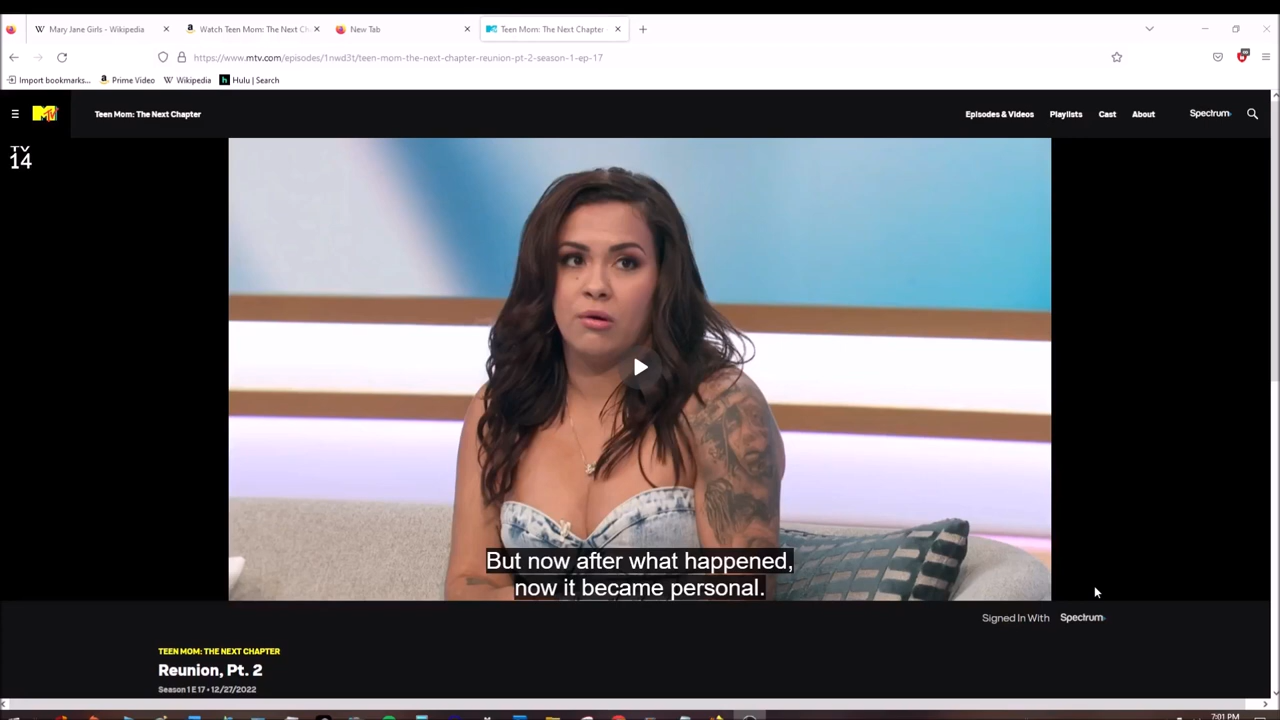 Mary Jane Girls - Wikipedia
Watch Teen Mom: The Next Ch
New Tab
Teen Mom: The Next Chapter
https://www.mtv.com/episodes/1nwd3t/teen-mom-the-next-chapter-reunion-pt-2-season-1-ep-17
Import bookmarks...
Prime Video
Wikipedia
Hulu | Search
MTV
Teen Mom: The Next Chapter
Episodes & Videos
Playlists
Cast
About
Spectrum
TV
14
But now after what happened,
now it became personal.
Signed In With Spectrum
TEEN MOM: THE NEXT CHAPTER
Reunion, Pt. 2
Season 1 E 17 • 12/27/2022
7:01 PM